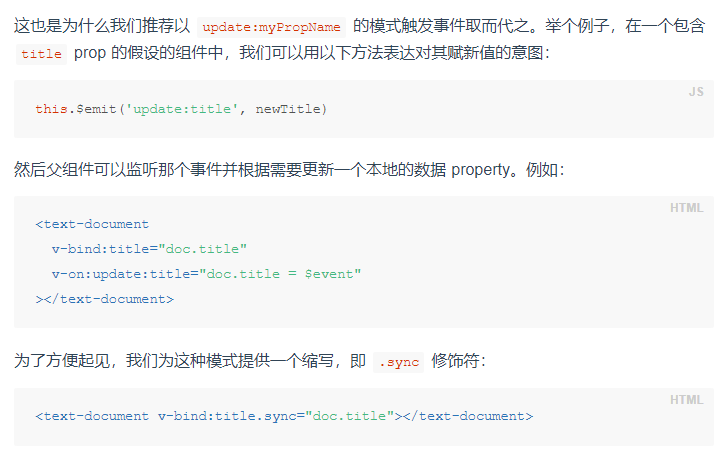 这也是为什么我们推荐以 update:myPropName 的模式触发事件取而代之。举个例子，在一个包含
title prop 的假设的组件中，我们可以用以下方法表达对其赋新值的意图：
JS
this.$emit('update:title', newTitle)
然后父组件可以监听那个事件并根据需要更新一个本地的数据 property。例如：
HTML
<text-document
  v-bind:title="doc.title"
  v-on:update:title="doc.title = $event"
></text-document>
为了方便起见，我们为这种模式提供一个缩写，即 .sync 修饰符：
HTML
<text-document v-bind:title.sync="doc.title"></text-document>